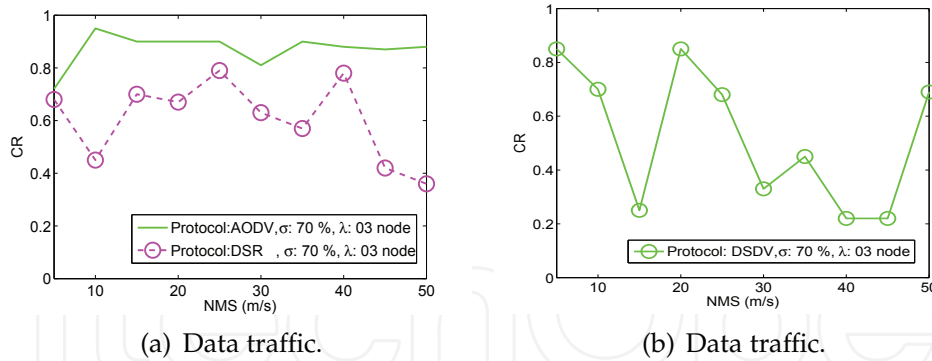 1
0.8
0.6
0.4
0.2
0
CR
10 20 30 40 50
NMS (m/s)
Protocol:AODV,σ: 70 %, λ: 03 node
Protocol:DSR , σ: 70 %, λ: 03 node
(a) Data traffic.
1
0.8
0.6
0.4
0.2
0
CR
10 20 30 40 50
NMS (m/s)
Protocol: DSDV,σ: 70 %, λ: 03 node
(b) Data traffic.